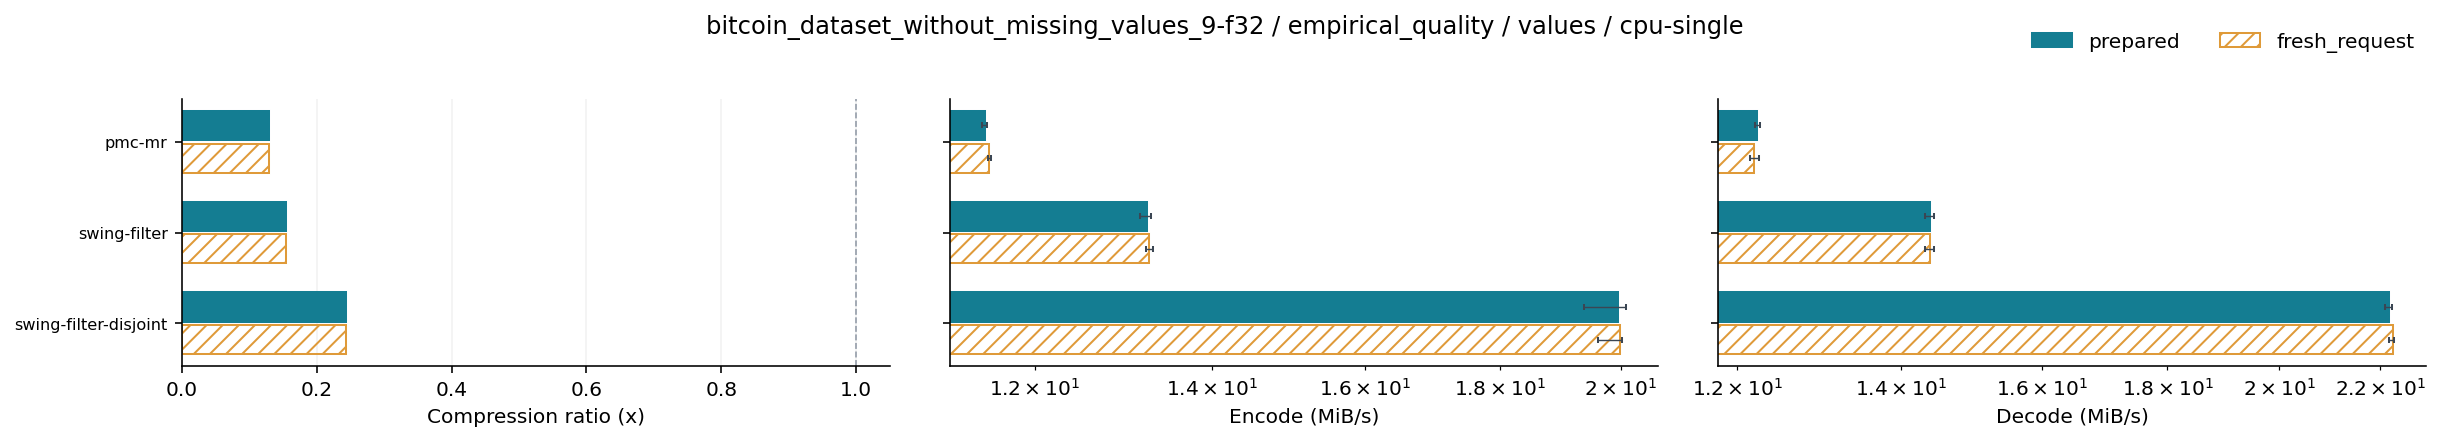 bitcoin_dataset_without_missing_values_9-f32 / empirical_quality / values / cpu-single
prepared
fresh_request
pmc-mr
swing-filter
swing-filter-disjoint
0.0 0.2 0.4 0.6 0.8 1.0
Compression ratio (x)
1.2 × 10¹ 1.4 × 10¹ 1.6 × 10¹ 1.8 × 10¹ 2 × 10¹
Encode (MiB/s)
1.2 × 10¹ 1.4 × 10¹ 1.6 × 10¹ 1.8 × 10¹ 2 × 10¹ 2.2 × 10¹
Decode (MiB/s)